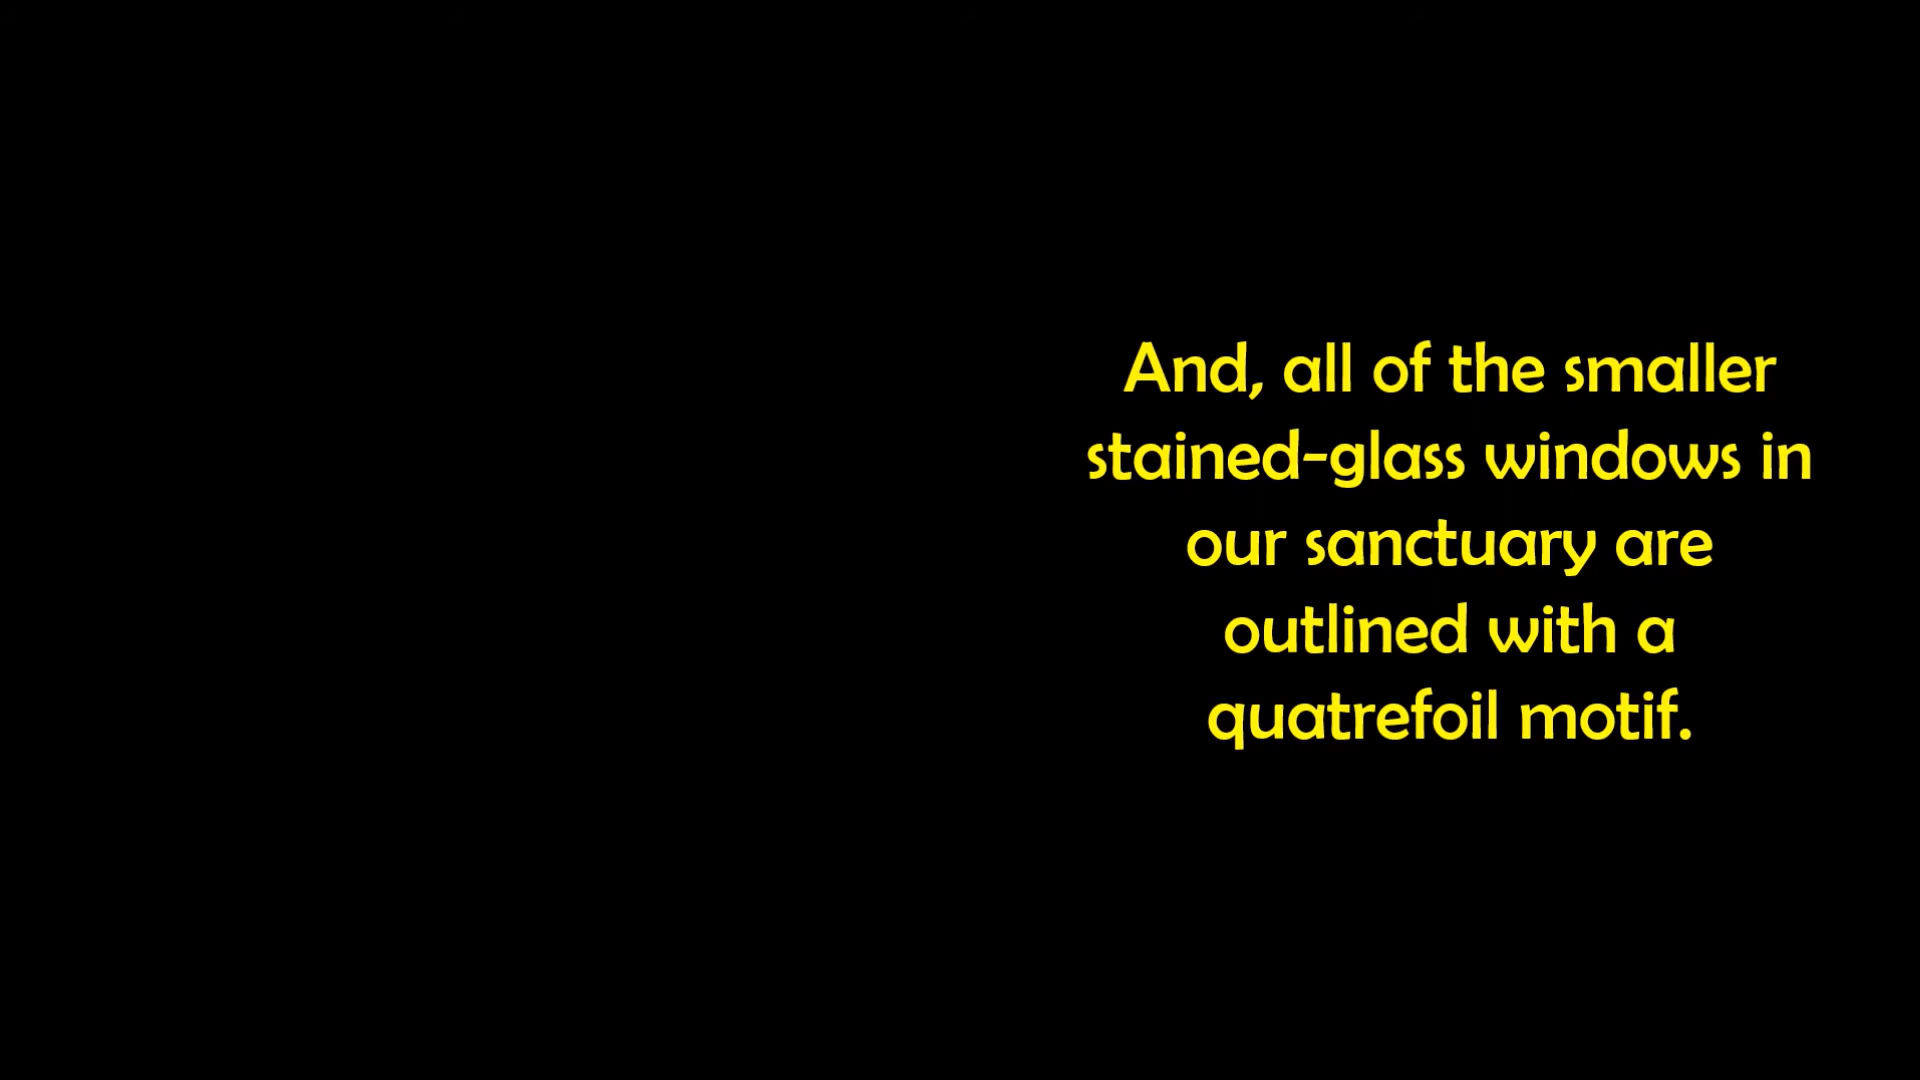 And, all of the smaller
stained-glass windows in
our sanctuary are
outlined with a
quatrefoil motif.